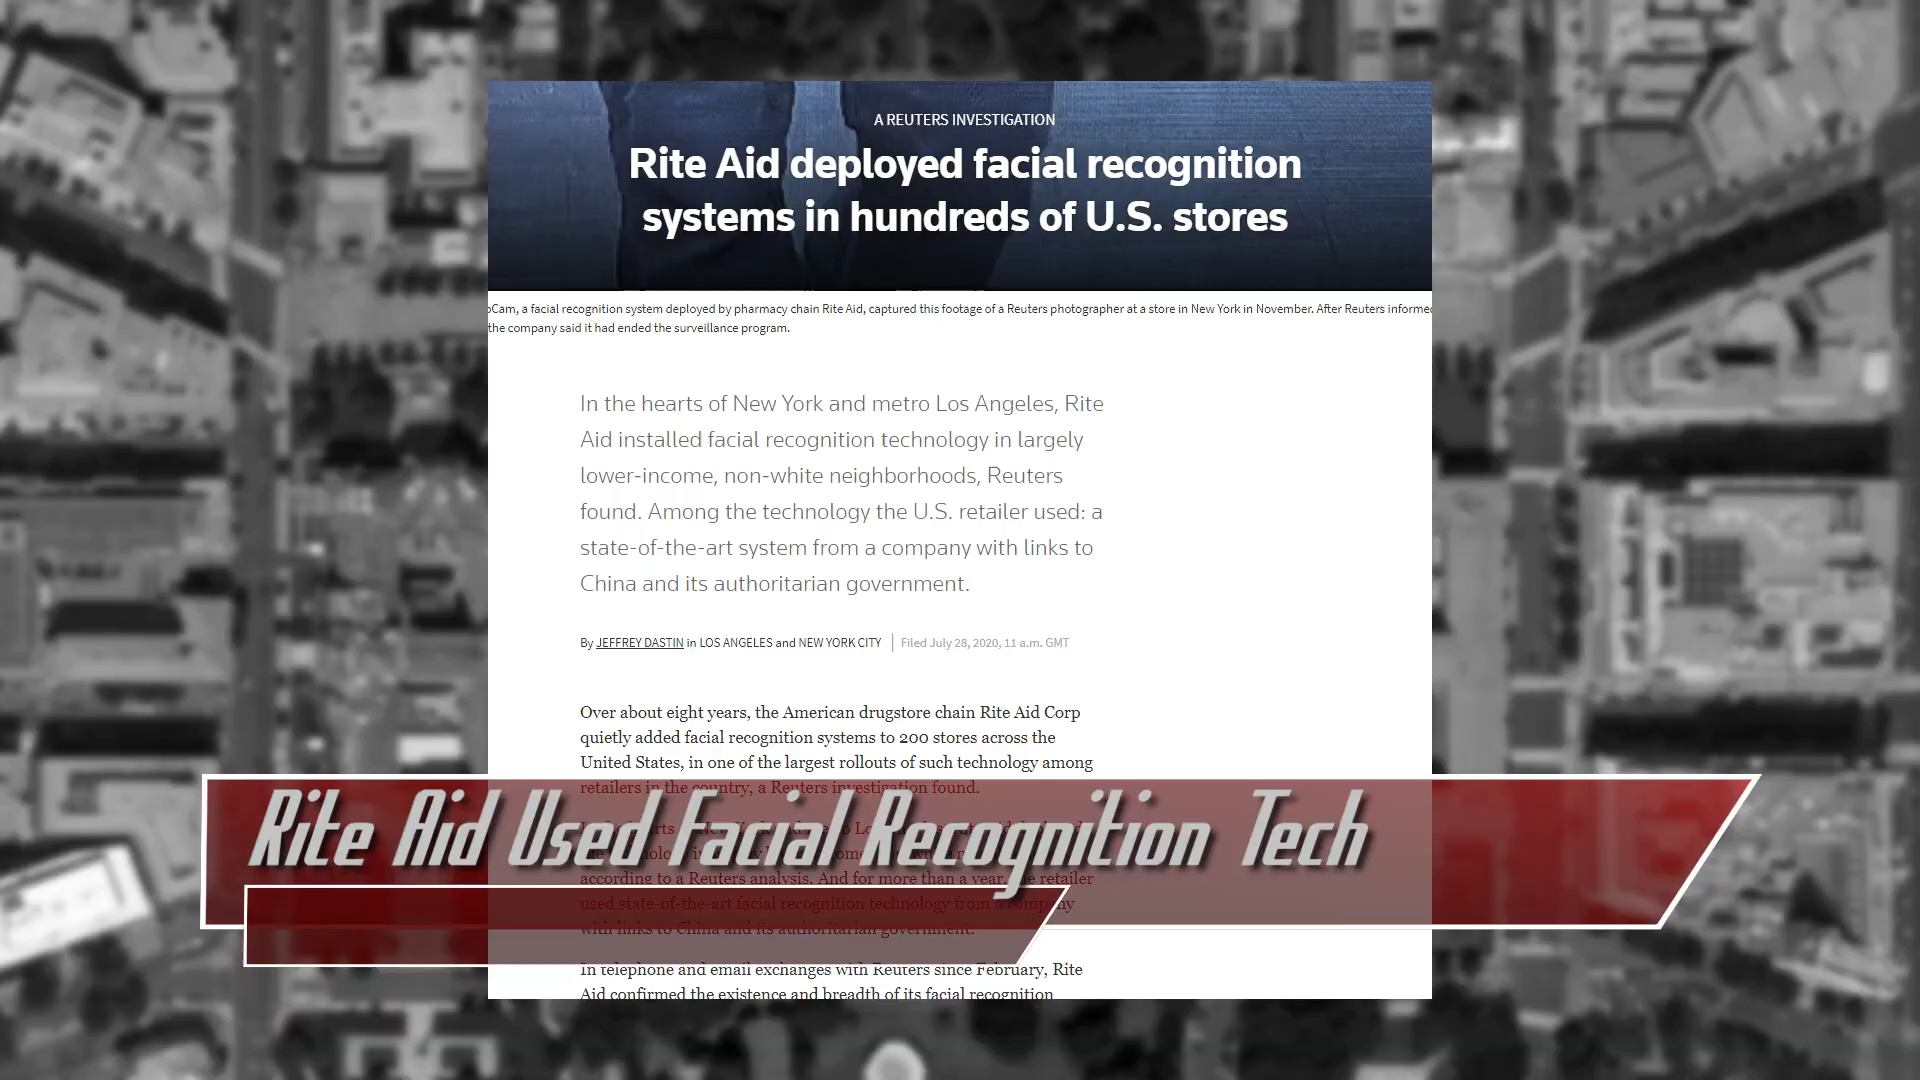 A REUTERS INVESTIGATION
Rite Aid deployed facial recognition
systems in hundreds of U.S. stores
Cam, a facial recognition system deployed by pharmacy chain Rite Aid, captured this footage of a Reuters photographer at a store in New York in November. After Reuters informe
the company said it had ended the surveillance program.
In the hearts of New York and metro Los Angeles, Rite
Aid installed facial recognition technology in largely
lower-income, non-white neighborhoods, Reuters
found. Among the technology the U.S. retailer used: a
state-of-the-art system from a company with links to
China and its authoritarian government.
By JEFFREY DASTIN in LOS ANGELES and NEW YORK CITY | Filed July 28, 2020, 11 a.m. GMT
Over about eight years, the American drugstore chain Rite Aid Corp
quietly added facial recognition systems to 200 stores across the
United States, in one of the largest rollouts of such technology among
retailers in the country, a Reuters investigation found.
Rite Aid Used Facial Recognition Tech
according to a Reuters analysis. And for more than a year, the retailer
used state-of-the-art facial recognition technology from a company
with links to China and its authoritarian government.
In telephone and email exchanges with Reuters since February, Rite
Aid confirmed the existence and breadth of its facial recognition